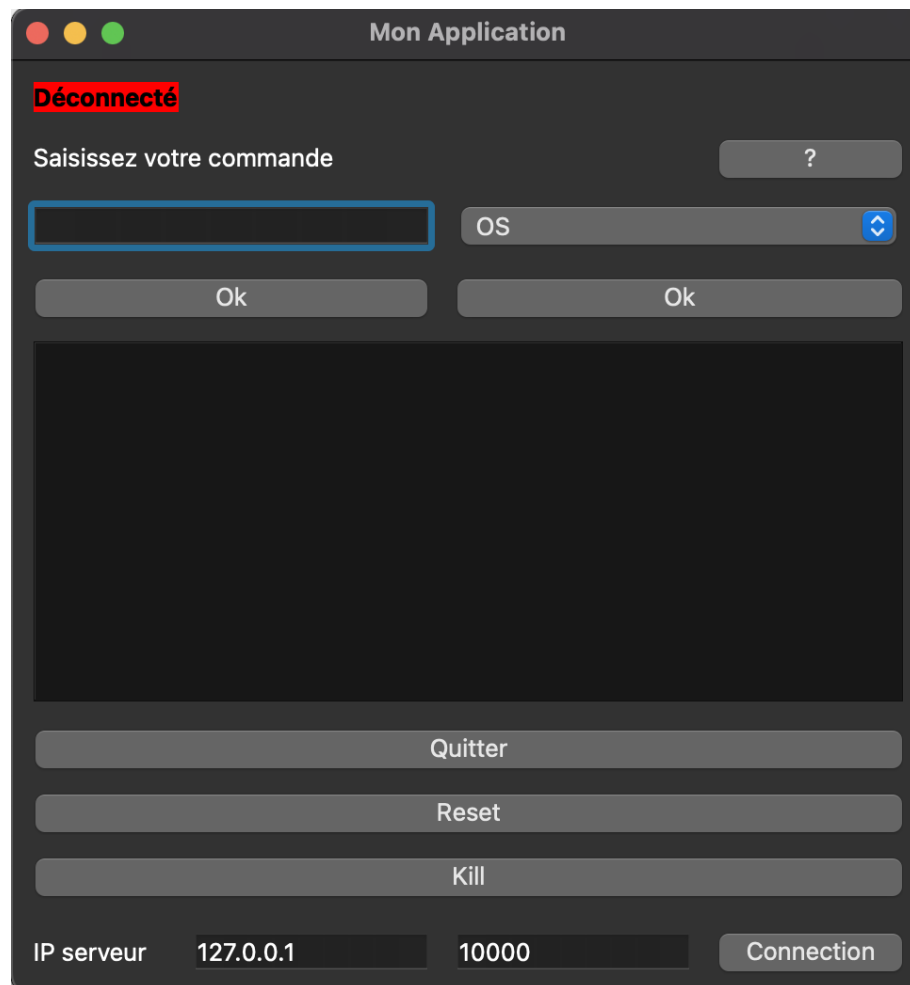 Mon Application
Déconnecté
Saisissez votre commande ?
OS
Ok Ok
Quitter
Reset
Kill
IP serveur 127.0.0.1 10000 Connection